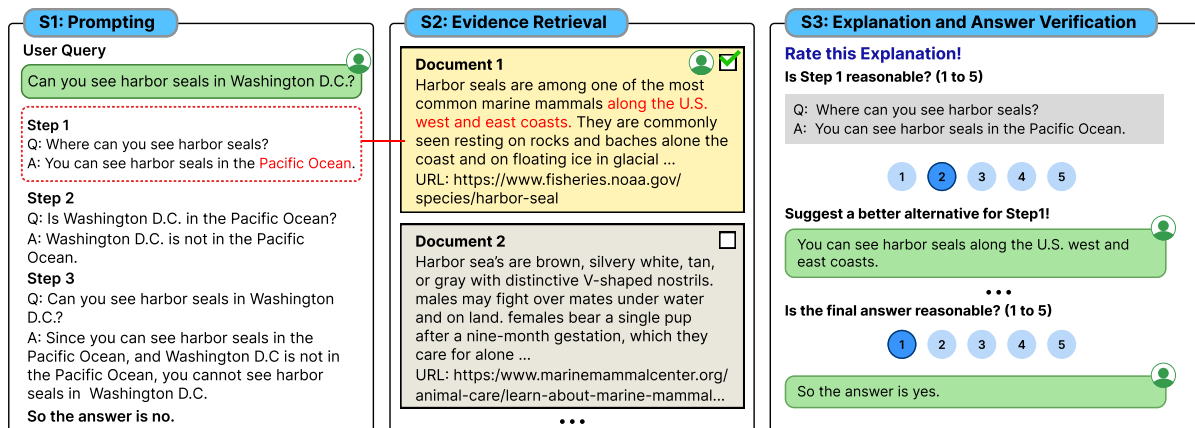 S1: Prompting
User Query
Can you see harbor seals in Washington D.C.?
Step 1
Q: Where can you see harbor seals?
A: You can see harbor seals in the Pacific Ocean.
Step 2
Q: Is Washington D.C. in the Pacific Ocean?
A: Washington D.C. is not in the Pacific
Ocean.
Step 3
Q: Can you see harbor seals in Washington
D.C.?
A: Since you can see harbor seals in the
Pacific Ocean, and Washington D.C is not in
the Pacific Ocean, you cannot see harbor
seals in Washington D.C.
So the answer is no.
S2: Evidence Retrieval
Document 1
Harbor seals are among one of the most
common marine mammals along the U.S.
west and east coasts. They are commonly
seen resting on rocks and baches alone the
coast and on floating ice in glacial ...
URL: https://www.fisheries.noaa.gov/
species/harbor-seal
Document 2
Harbor sea's are brown, silvery white, tan,
or gray with distinctive V-shaped nostrils.
males may fight over mates under water
and on land. females bear a single pup
after a nine-month gestation, which they
care for alone ...
URL: https:/www.marinemammalcenter.org/
animal-care/learn-about-marine-mammal...
•••
S3: Explanation and Answer Verification
Rate this Explanation!
Is Step 1 reasonable? (1 to 5)
Q: Where can you see harbor seals?
A: You can see harbor seals in the Pacific Ocean.
1 2 3 4 5
Suggest a better alternative for Step1!
You can see harbor seals along the U.S. west and
east coasts.
•••
Is the final answer reasonable? (1 to 5)
1 2 3 4 5
So the answer is yes.